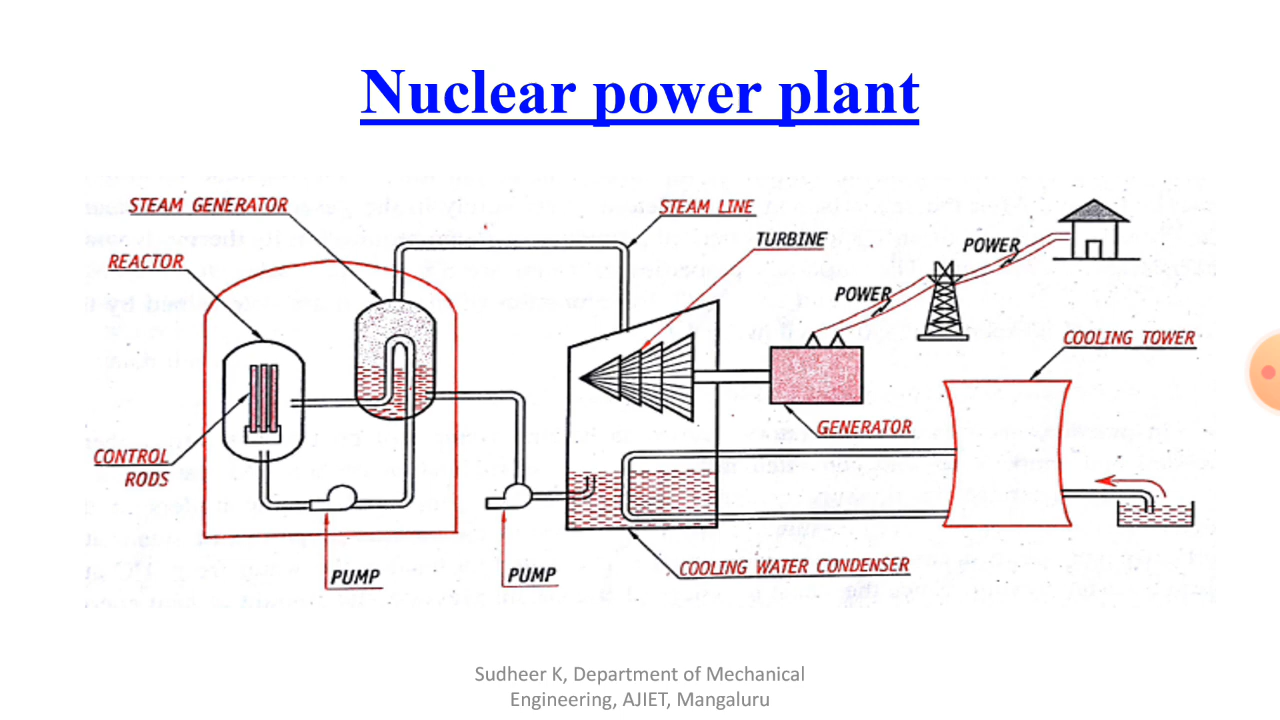 Nuclear power plant
STEAM GENERATOR
STEAM LINE
TURBINE
POWER
REACTOR
POWER
COOLING TOWER
GENERATOR
CONTROL
RODS
PUMP
PUMP
COOLING WATER CONDENSER
Sudheer K, Department of Mechanical
Engineering, AJIET, Mangaluru